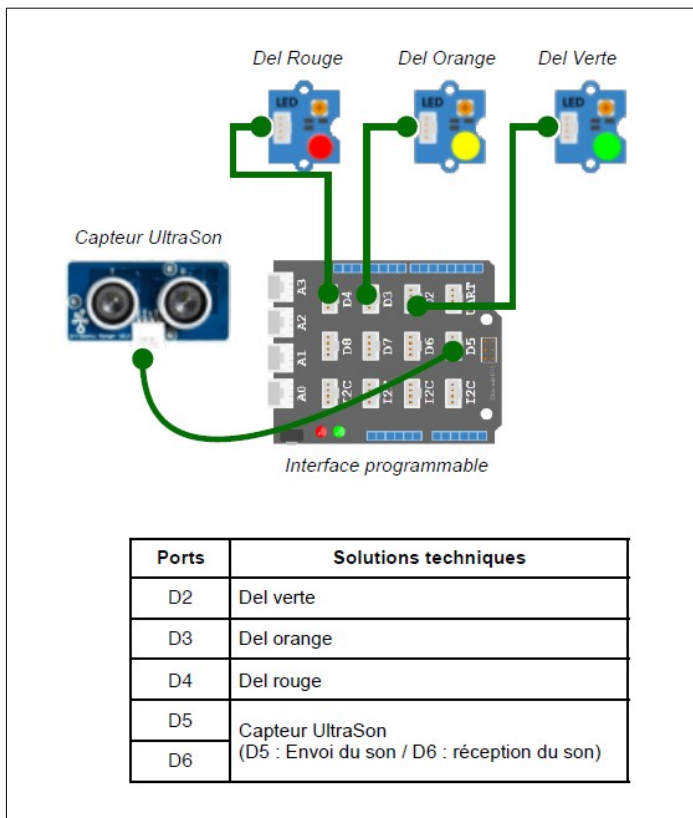 Del Rouge
Del Orange
Del Verte
LED
LED
LED
Capteur UltraSon
T
R
A3
A2
A1
A0
D4
D3
D2
UART
D8
D7
D6
D5
I2C
I2C
I2C
I2C
Interface programmable
Ports
Solutions techniques
D2
Del verte
D3
Del orange
D4
Del rouge
D5
Capteur UltraSon
D6
(D5 : Envoi du son / D6 : réception du son)